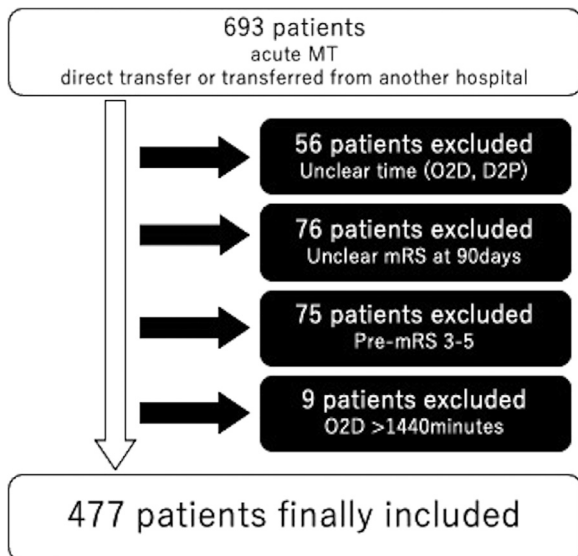 693 patients
acute MT
direct transfer or transferred from another hospital
56 patients excluded
Unclear time (O2D, D2P)
76 patients excluded
Unclear mRS at 90days
75 patients excluded
Pre-mRS 3-5
9 patients excluded
O2D >1440minutes
477 patients finally included